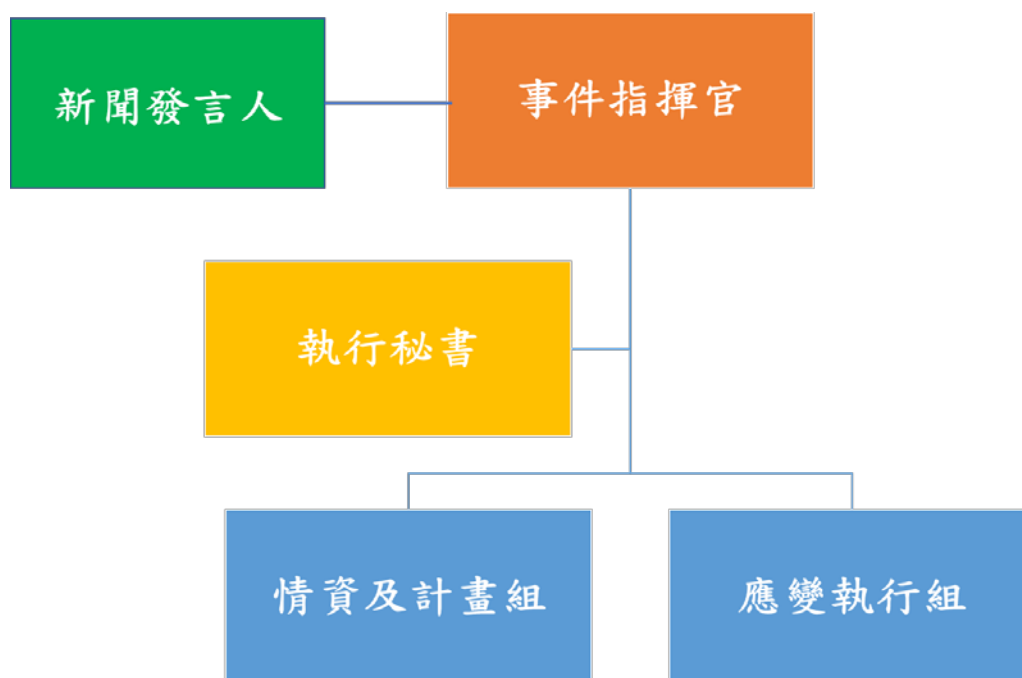 新聞發言人
事件指揮官
執行秘書
情資及計畫組
應變執行組